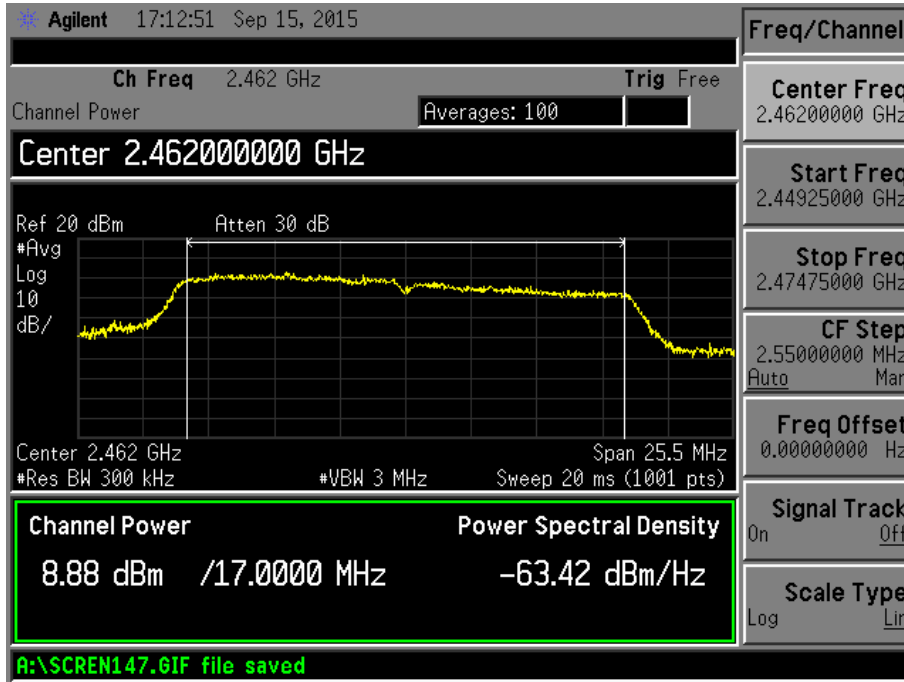 Agilent 17:12:51 Sep 15, 2015
Freq/Channel
Ch Freq 2.462 GHz Trig Free
Channel Power Averages: 100
Center 2.462000000 GHz
Ref 20 dBm Atten 30 dB
#Avg
Log
10
dB/
Center 2.462 GHz Span 25.5 MHz
#Res BW 300 kHz #VBW 3 MHz Sweep 20 ms (1001 pts)
Channel Power Power Spectral Density
8.88 dBm /17.0000 MHz -63.42 dBm/Hz
A:\SCREN147.GIF file saved
Center Freq
2.46200000 GHz
Start Freq
2.44925000 GHz
Stop Freq
2.47475000 GHz
CF Step
2.55000000 MHz
Auto Man
Freq Offset
0.00000000 Hz
Signal Track
On Off
Scale Type
Log Lin